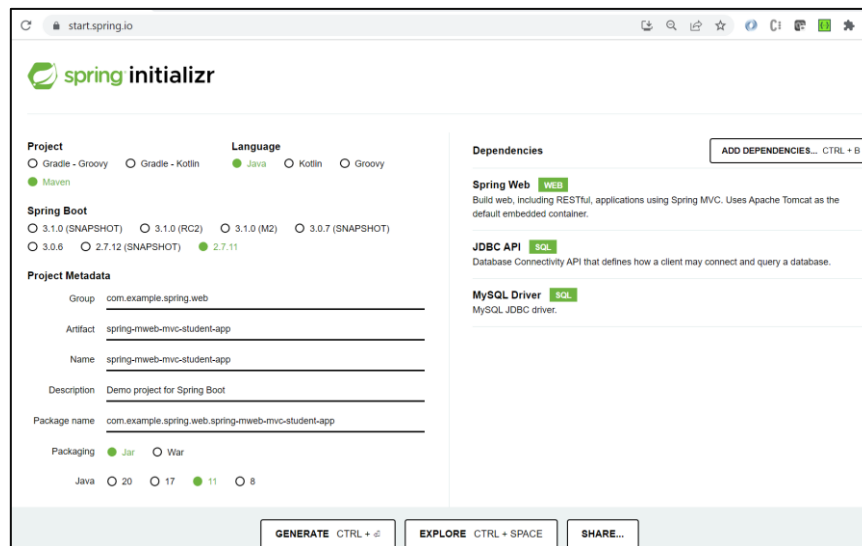 start.spring.io
spring initializr
Project
Gradle - Groovy Gradle - Kotlin
Maven
Language
Java Kotlin Groovy
Spring Boot
3.1.0 (SNAPSHOT) 3.1.0 (RC2) 3.1.0 (M2) 3.0.7 (SNAPSHOT)
3.0.6 2.7.12 (SNAPSHOT) 2.7.11
Project Metadata
Group com.example.spring.web
Artifact spring-mweb-mvc-student-app
Name spring-mweb-mvc-student-app
Description Demo project for Spring Boot
Package name com.example.spring.web.spring-mweb-mvc-student-app
Packaging Jar War
Java 20 17 11 8
Dependencies ADD DEPENDENCIES... CTRL + B
Spring Web WEB
Build web, including RESTful, applications using Spring MVC. Uses Apache Tomcat as the
default embedded container.
JDBC API SQL
Database Connectivity API that defines how a client may connect and query a database.
MySQL Driver SQL
MySQL JDBC driver.
GENERATE CTRL + ⏎ EXPLORE CTRL + SPACE SHARE...